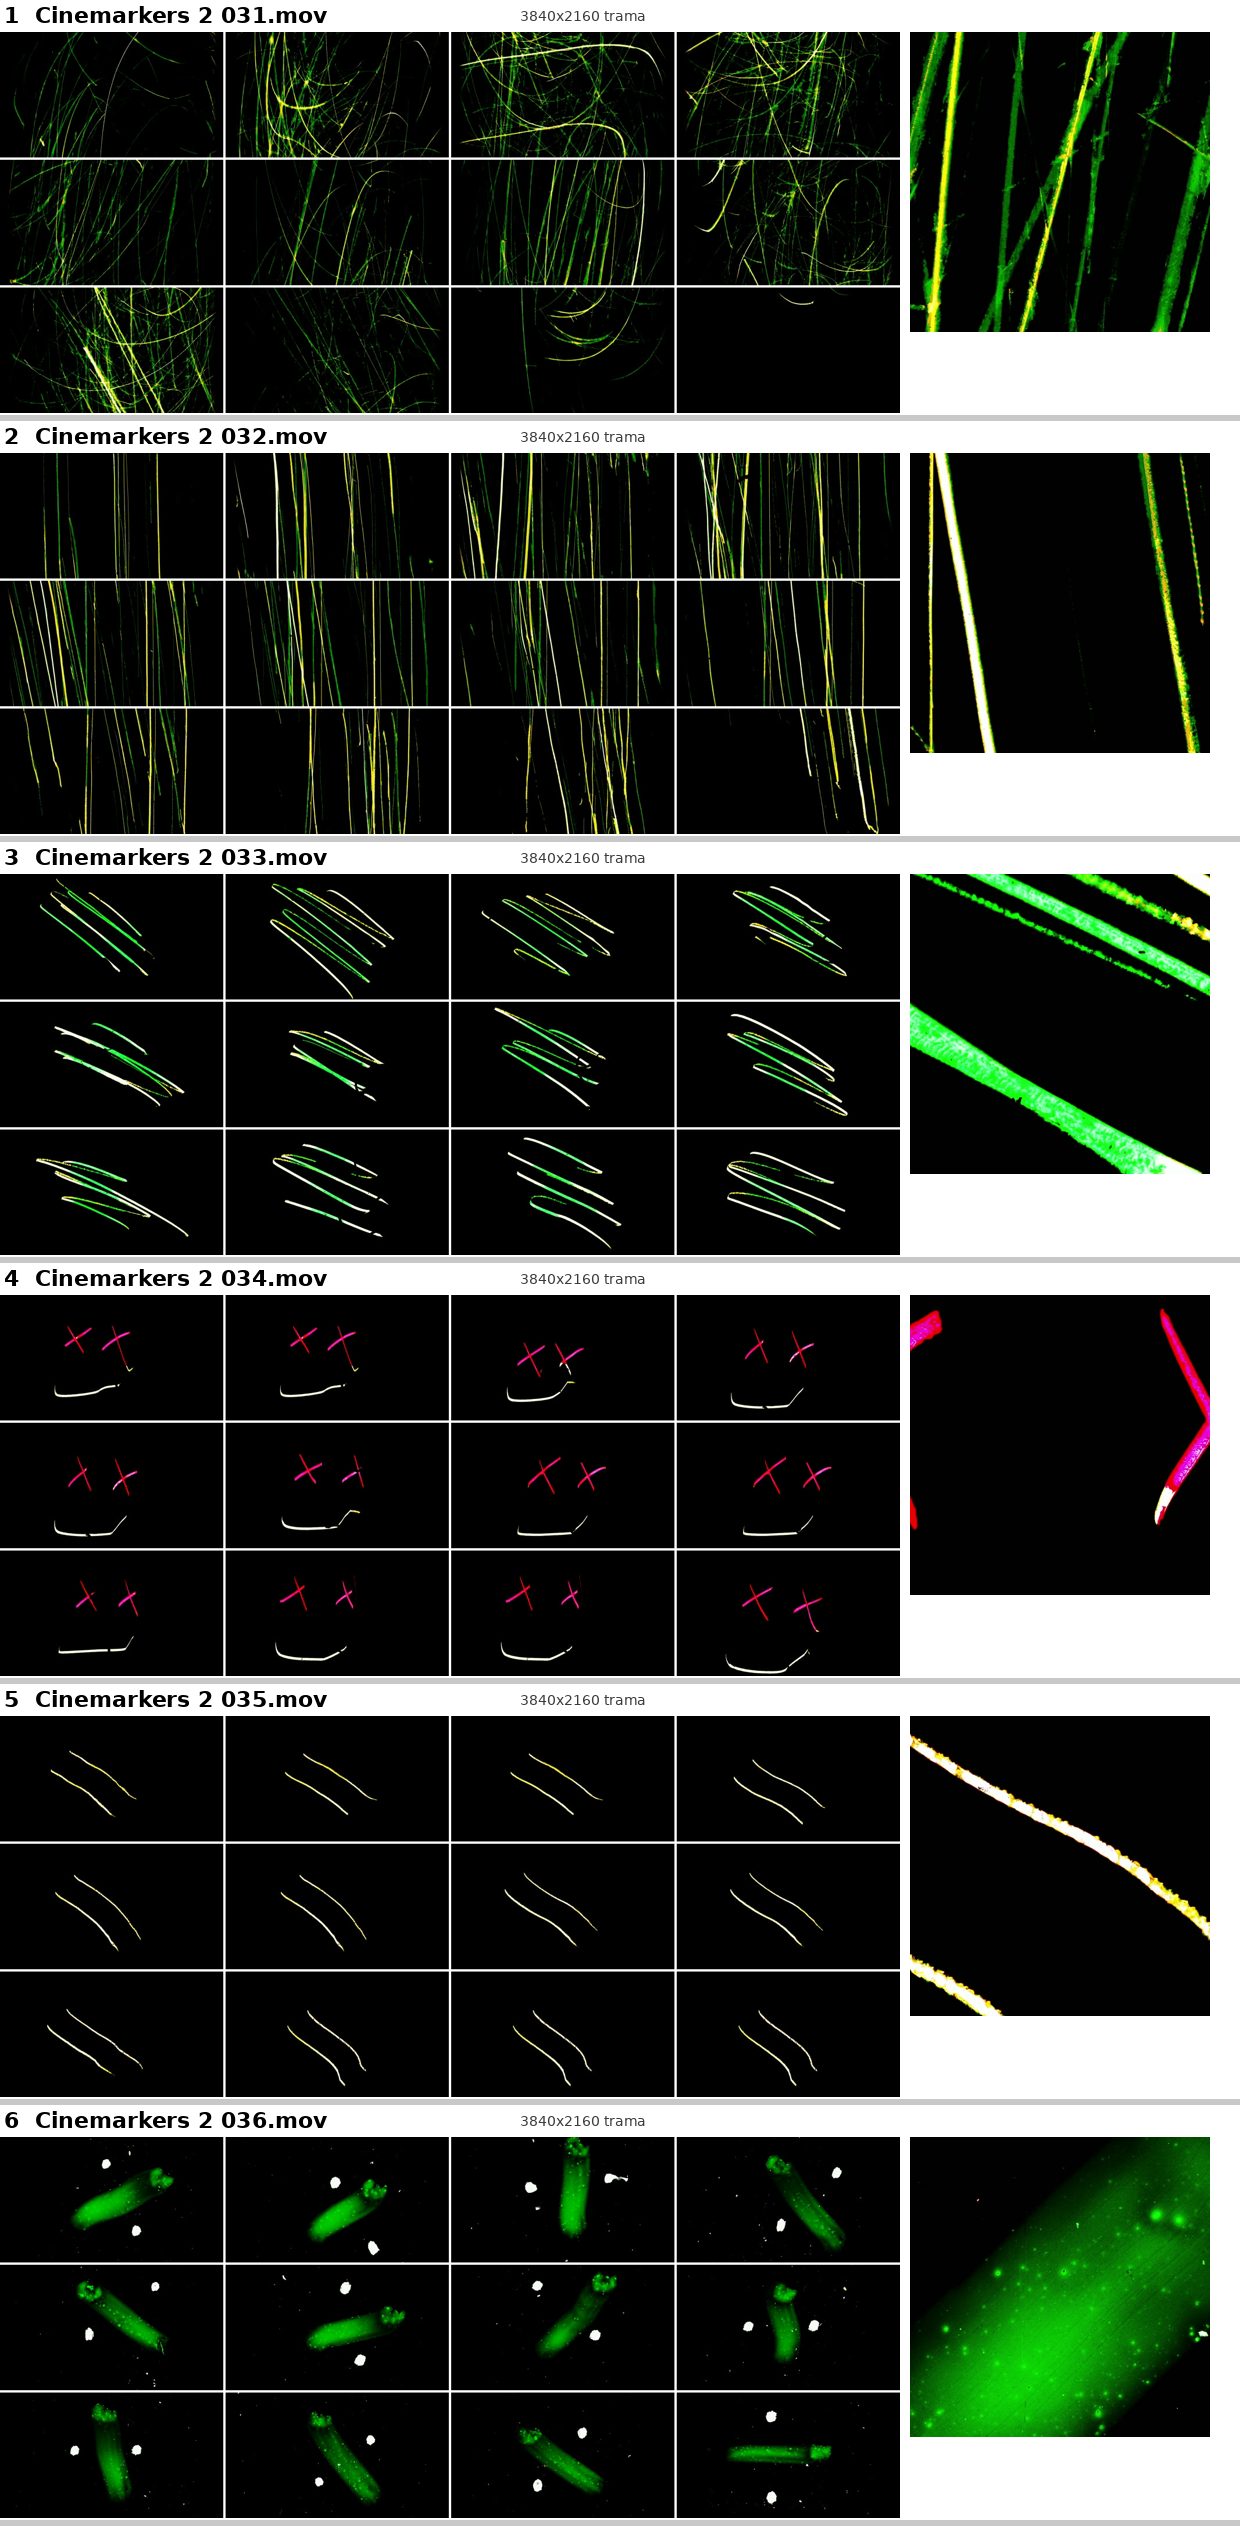 1 Cinemarkers 2 031.mov 3840x2160 trama
2 Cinemarkers 2 032.mov 3840x2160 trama
3 Cinemarkers 2 033.mov 3840x2160 trama
4 Cinemarkers 2 034.mov 3840x2160 trama
5 Cinemarkers 2 035.mov 3840x2160 trama
6 Cinemarkers 2 036.mov 3840x2160 trama